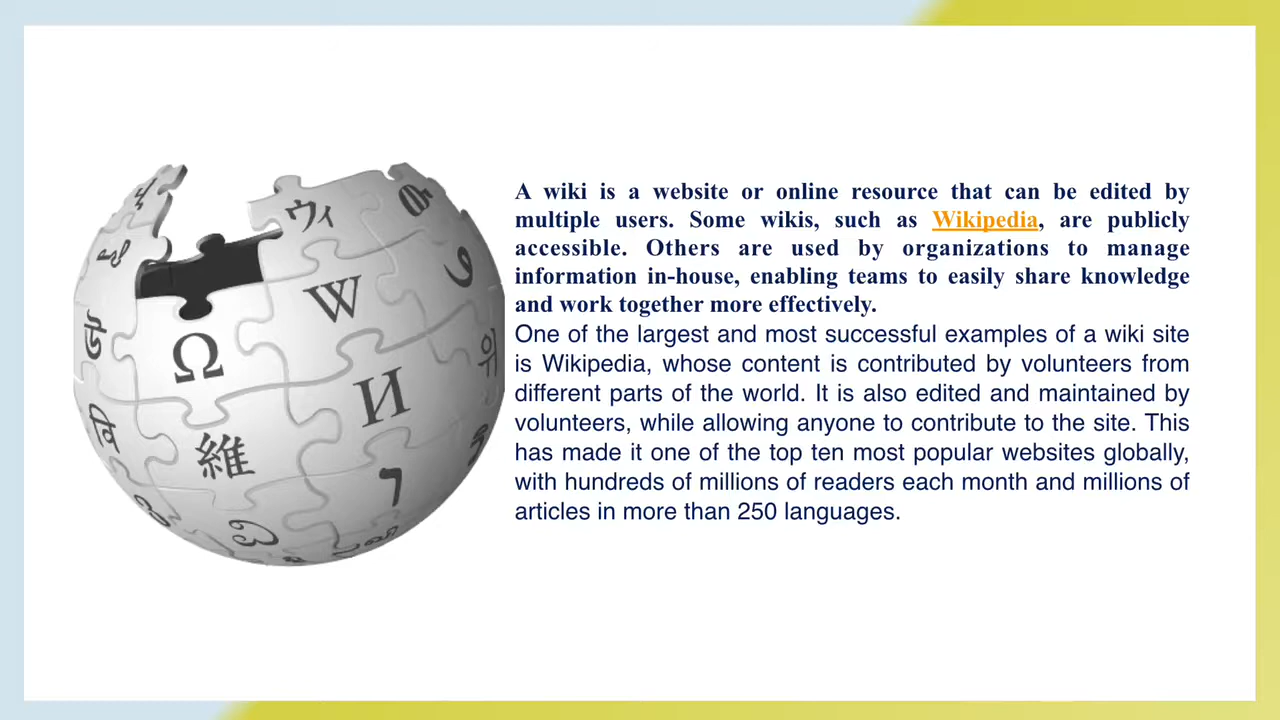 A wiki is a website or online resource that can be edited by
multiple users. Some wikis, such as Wikipedia, are publicly
accessible. Others are used by organizations to manage
information in-house, enabling teams to easily share knowledge
and work together more effectively.
One of the largest and most successful examples of a wiki site
is Wikipedia, whose content is contributed by volunteers from
different parts of the world. It is also edited and maintained by
volunteers, while allowing anyone to contribute to the site. This
has made it one of the top ten most popular websites globally,
with hundreds of millions of readers each month and millions of
articles in more than 250 languages.
ウィ
W
Ω
И
維
वि
ר